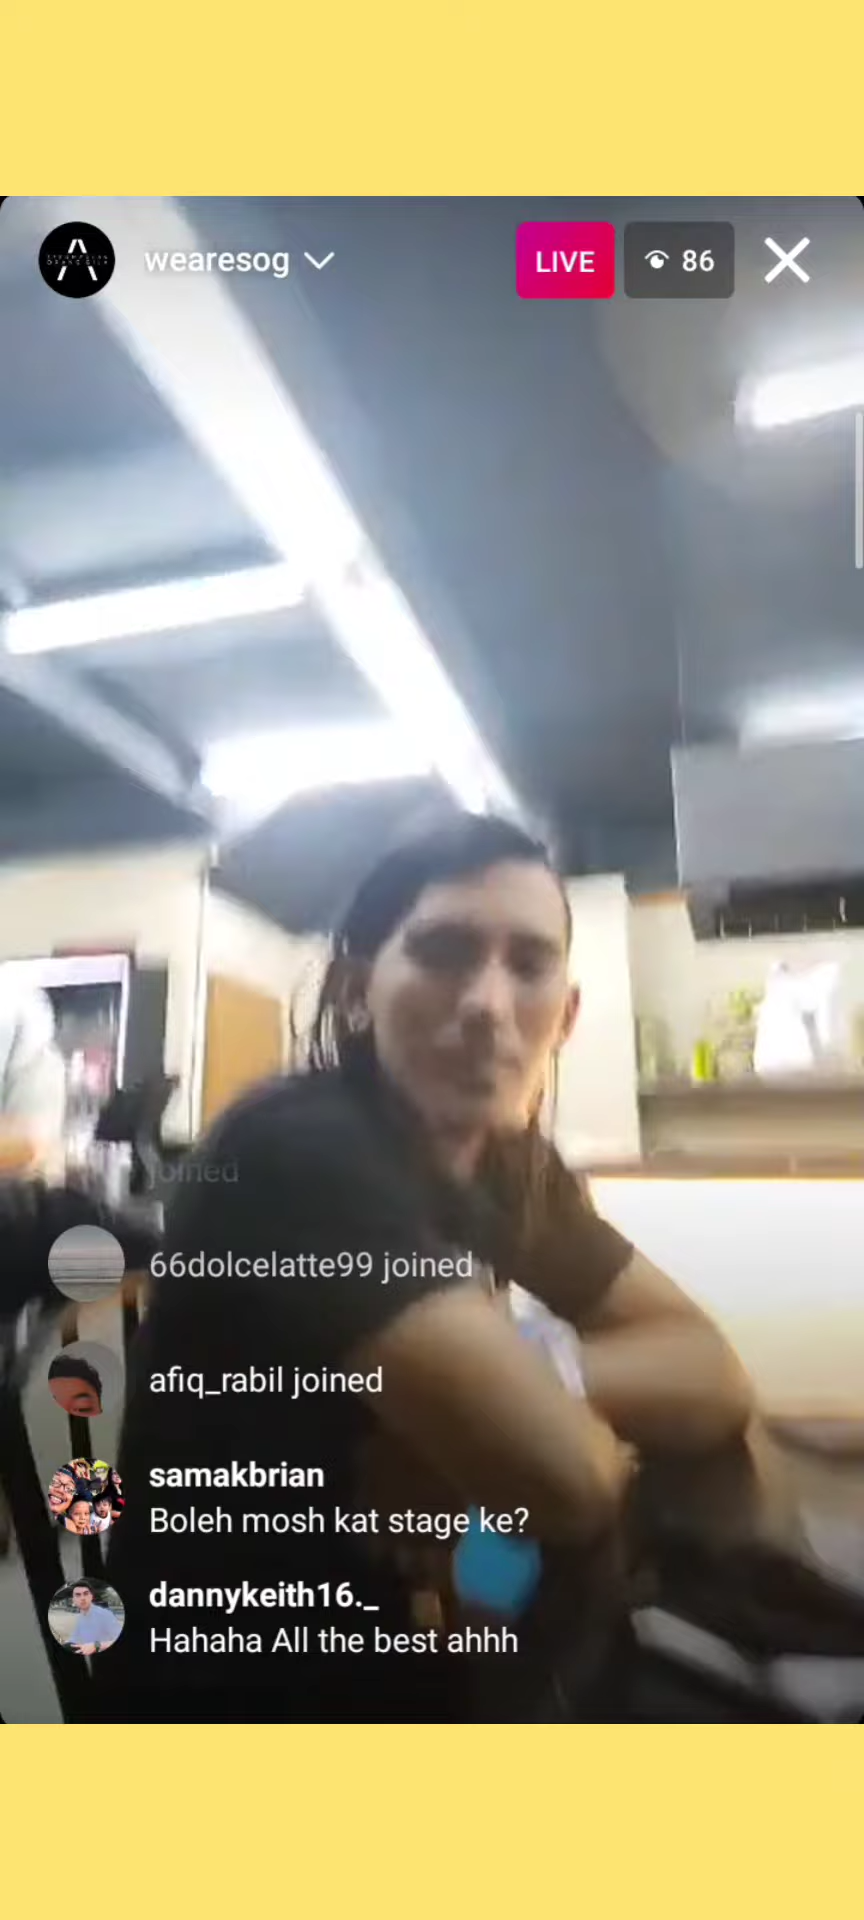 wearesog
LIVE
86
joined
66dolcelatte99 joined
afiq_rabil joined
samakbrian
Boleh mosh kat stage ke?
dannykeith16._
Hahaha All the best ahhh